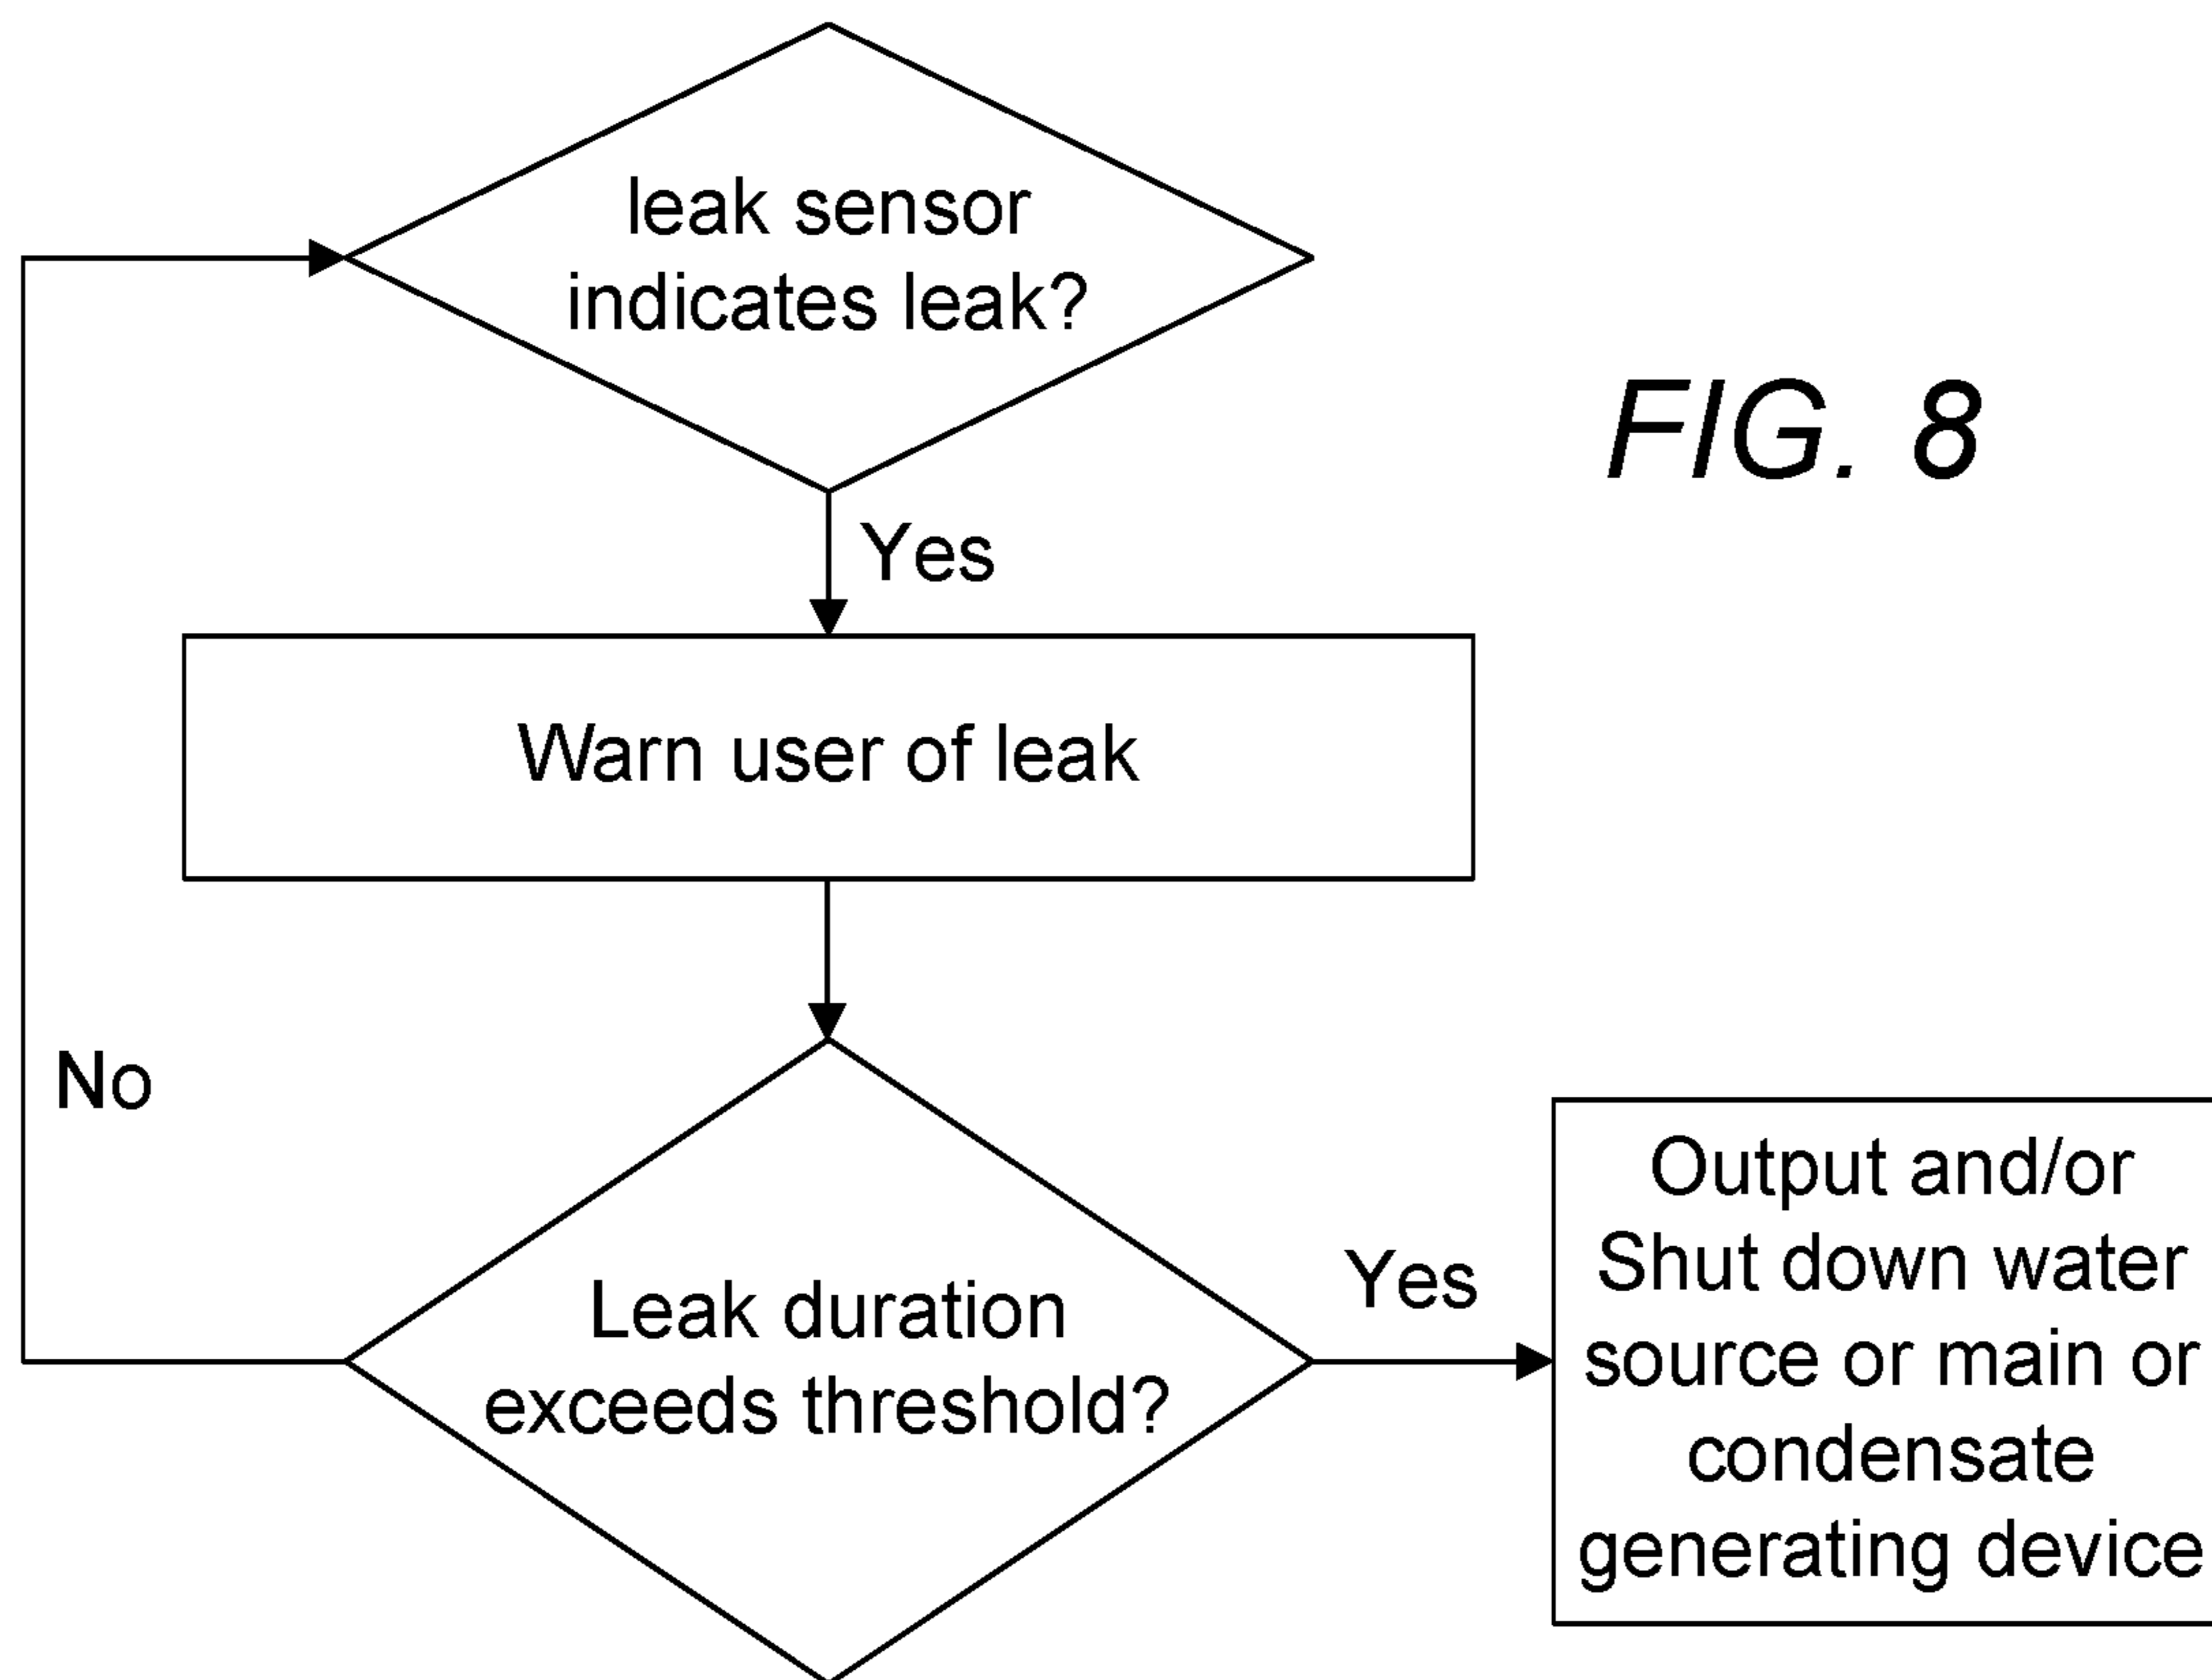 leak sensor
indicates leak?
FIG. 8
Yes
Warn user of leak
No
Leak duration
exceeds threshold?
Yes
Output and/or
Shut down water
source or main or
condensate
generating device